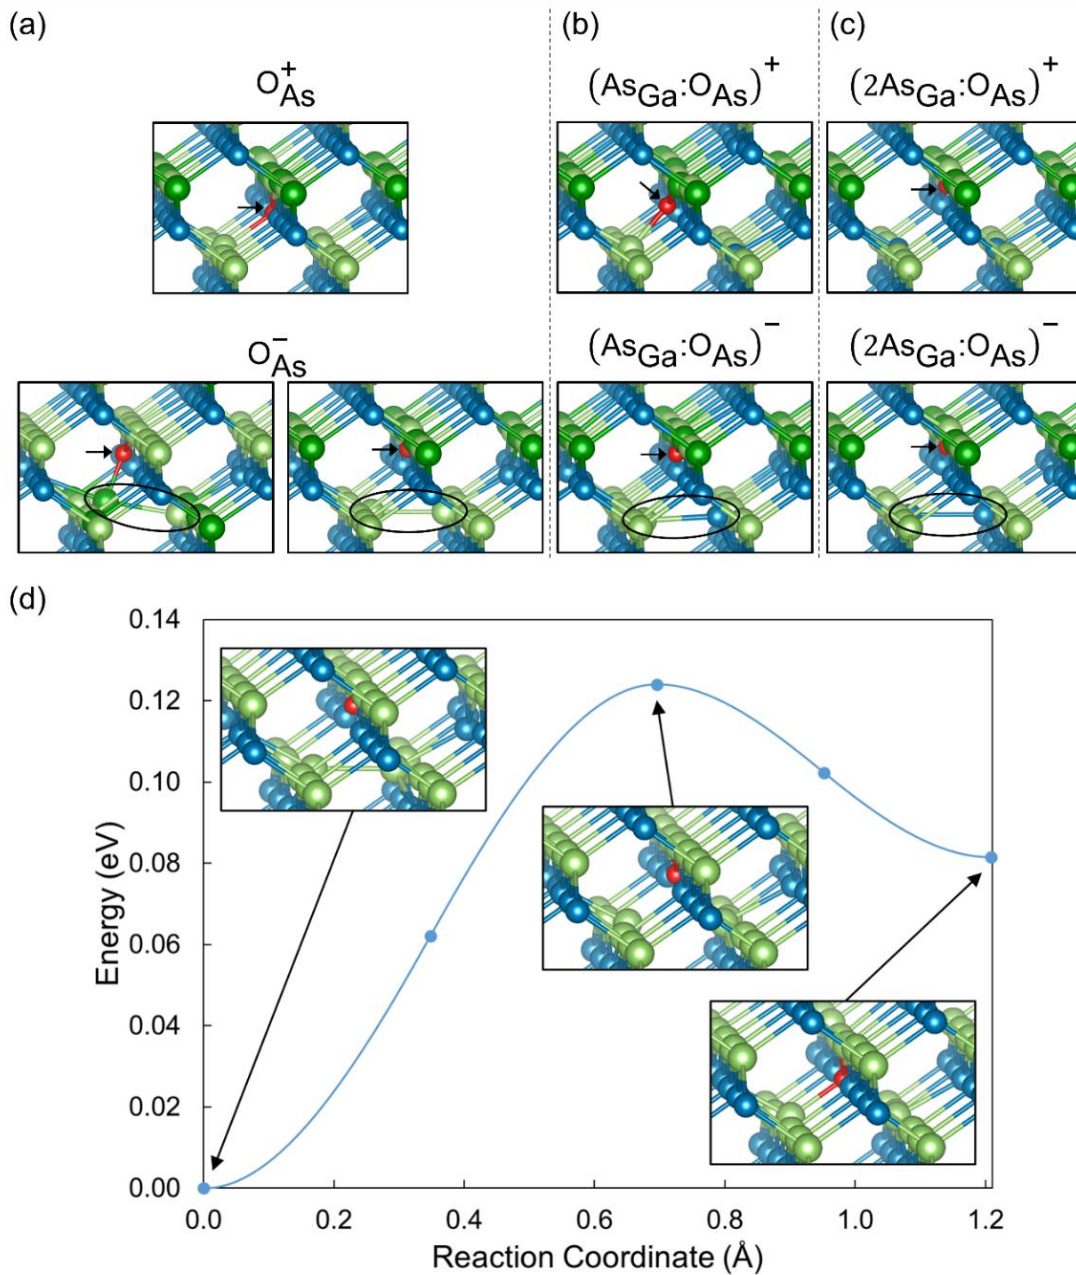 (a)
(b)
(c)
O⁺As
(AsGa:OAs)⁺
(2AsGa:OAs)⁺
O⁻As
(AsGa:OAs)⁻
(2AsGa:OAs)⁻
(d)
0.14
0.12
0.10
0.08
0.06
0.04
0.02
0.00
Energy (eV)
0.0 0.2 0.4 0.6 0.8 1.0 1.2
Reaction Coordinate (Å)